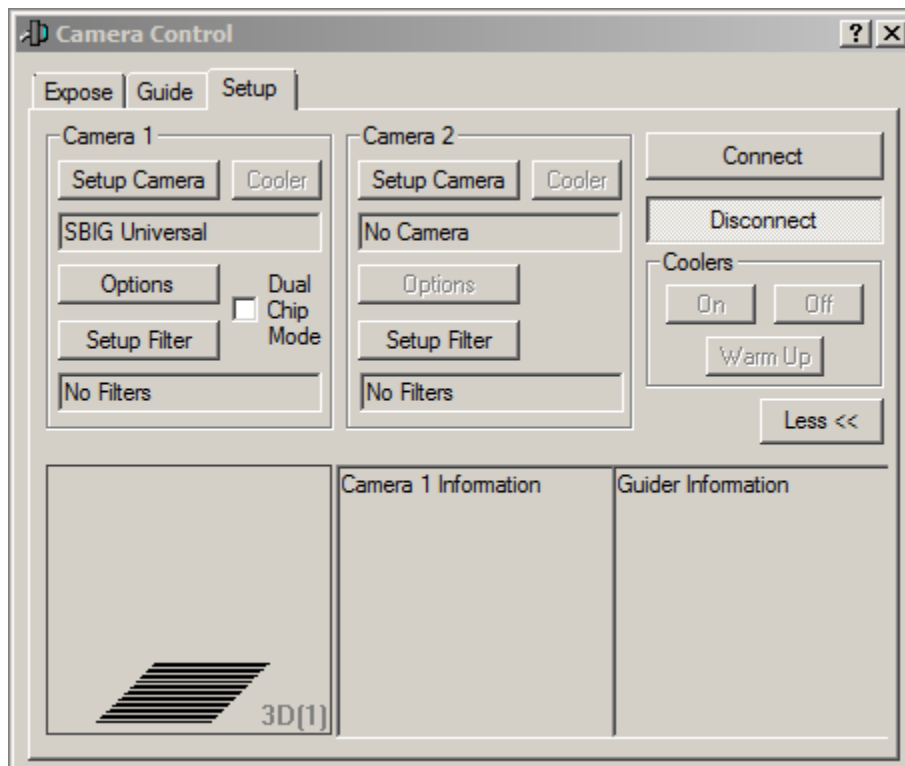 Camera Control
? X
Expose Guide Setup
Camera 1
Setup Camera Cooler
SBIG Universal
Options
Dual
Chip
Mode
Setup Filter
No Filters
Camera 2
Setup Camera Cooler
No Camera
Options
Setup Filter
No Filters
Connect
Disconnect
Coolers
On Off
Warm Up
Less <<
3D(1)
Camera 1 Information
Guider Information